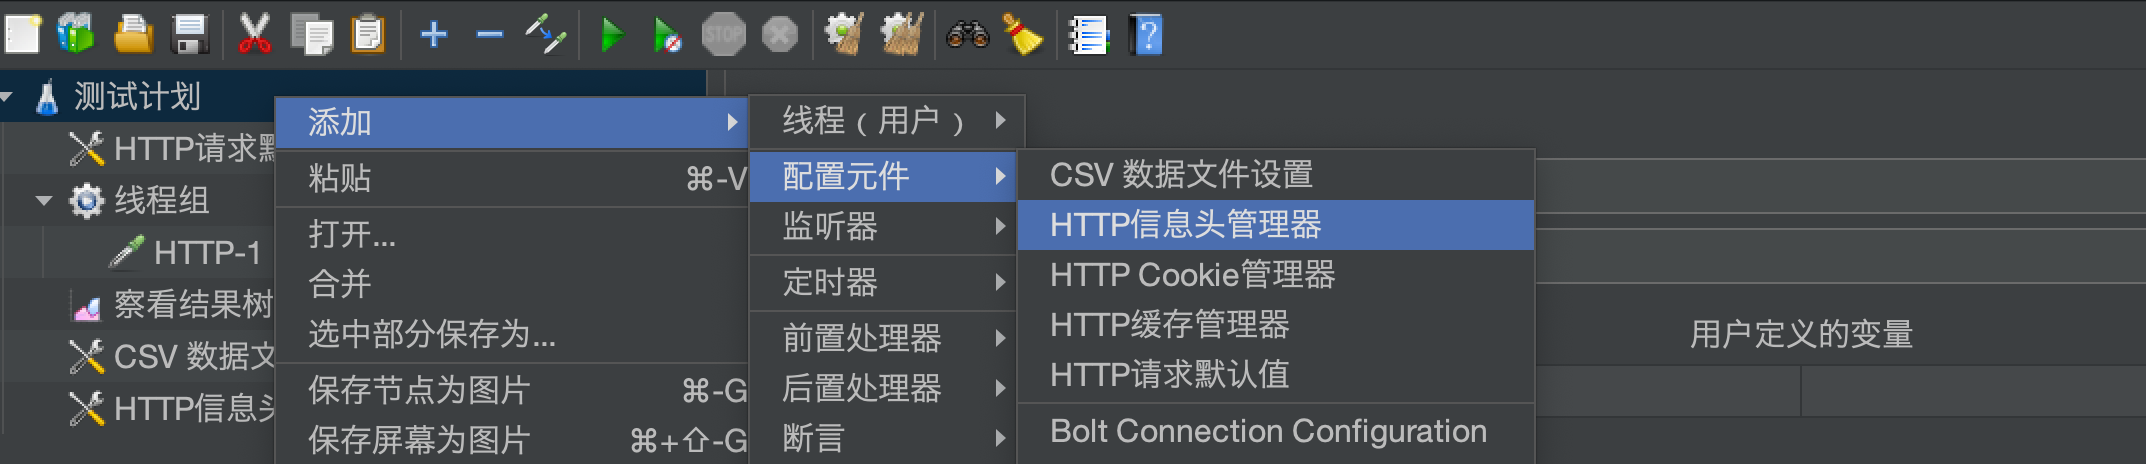 STOP
测试计划
HTTP请求默
线程组
HTTP-1
察看结果树
CSV 数据文
HTTP信息头
添加
粘贴 ⌘-V
打开...
合并
选中部分保存为...
保存节点为图片 ⌘-G
保存屏幕为图片 ⌘+⇧-G
线程（用户）
配置元件
监听器
定时器
前置处理器
后置处理器
断言
CSV 数据文件设置
HTTP信息头管理器
HTTP Cookie管理器
HTTP缓存管理器
HTTP请求默认值
Bolt Connection Configuration
用户定义的变量